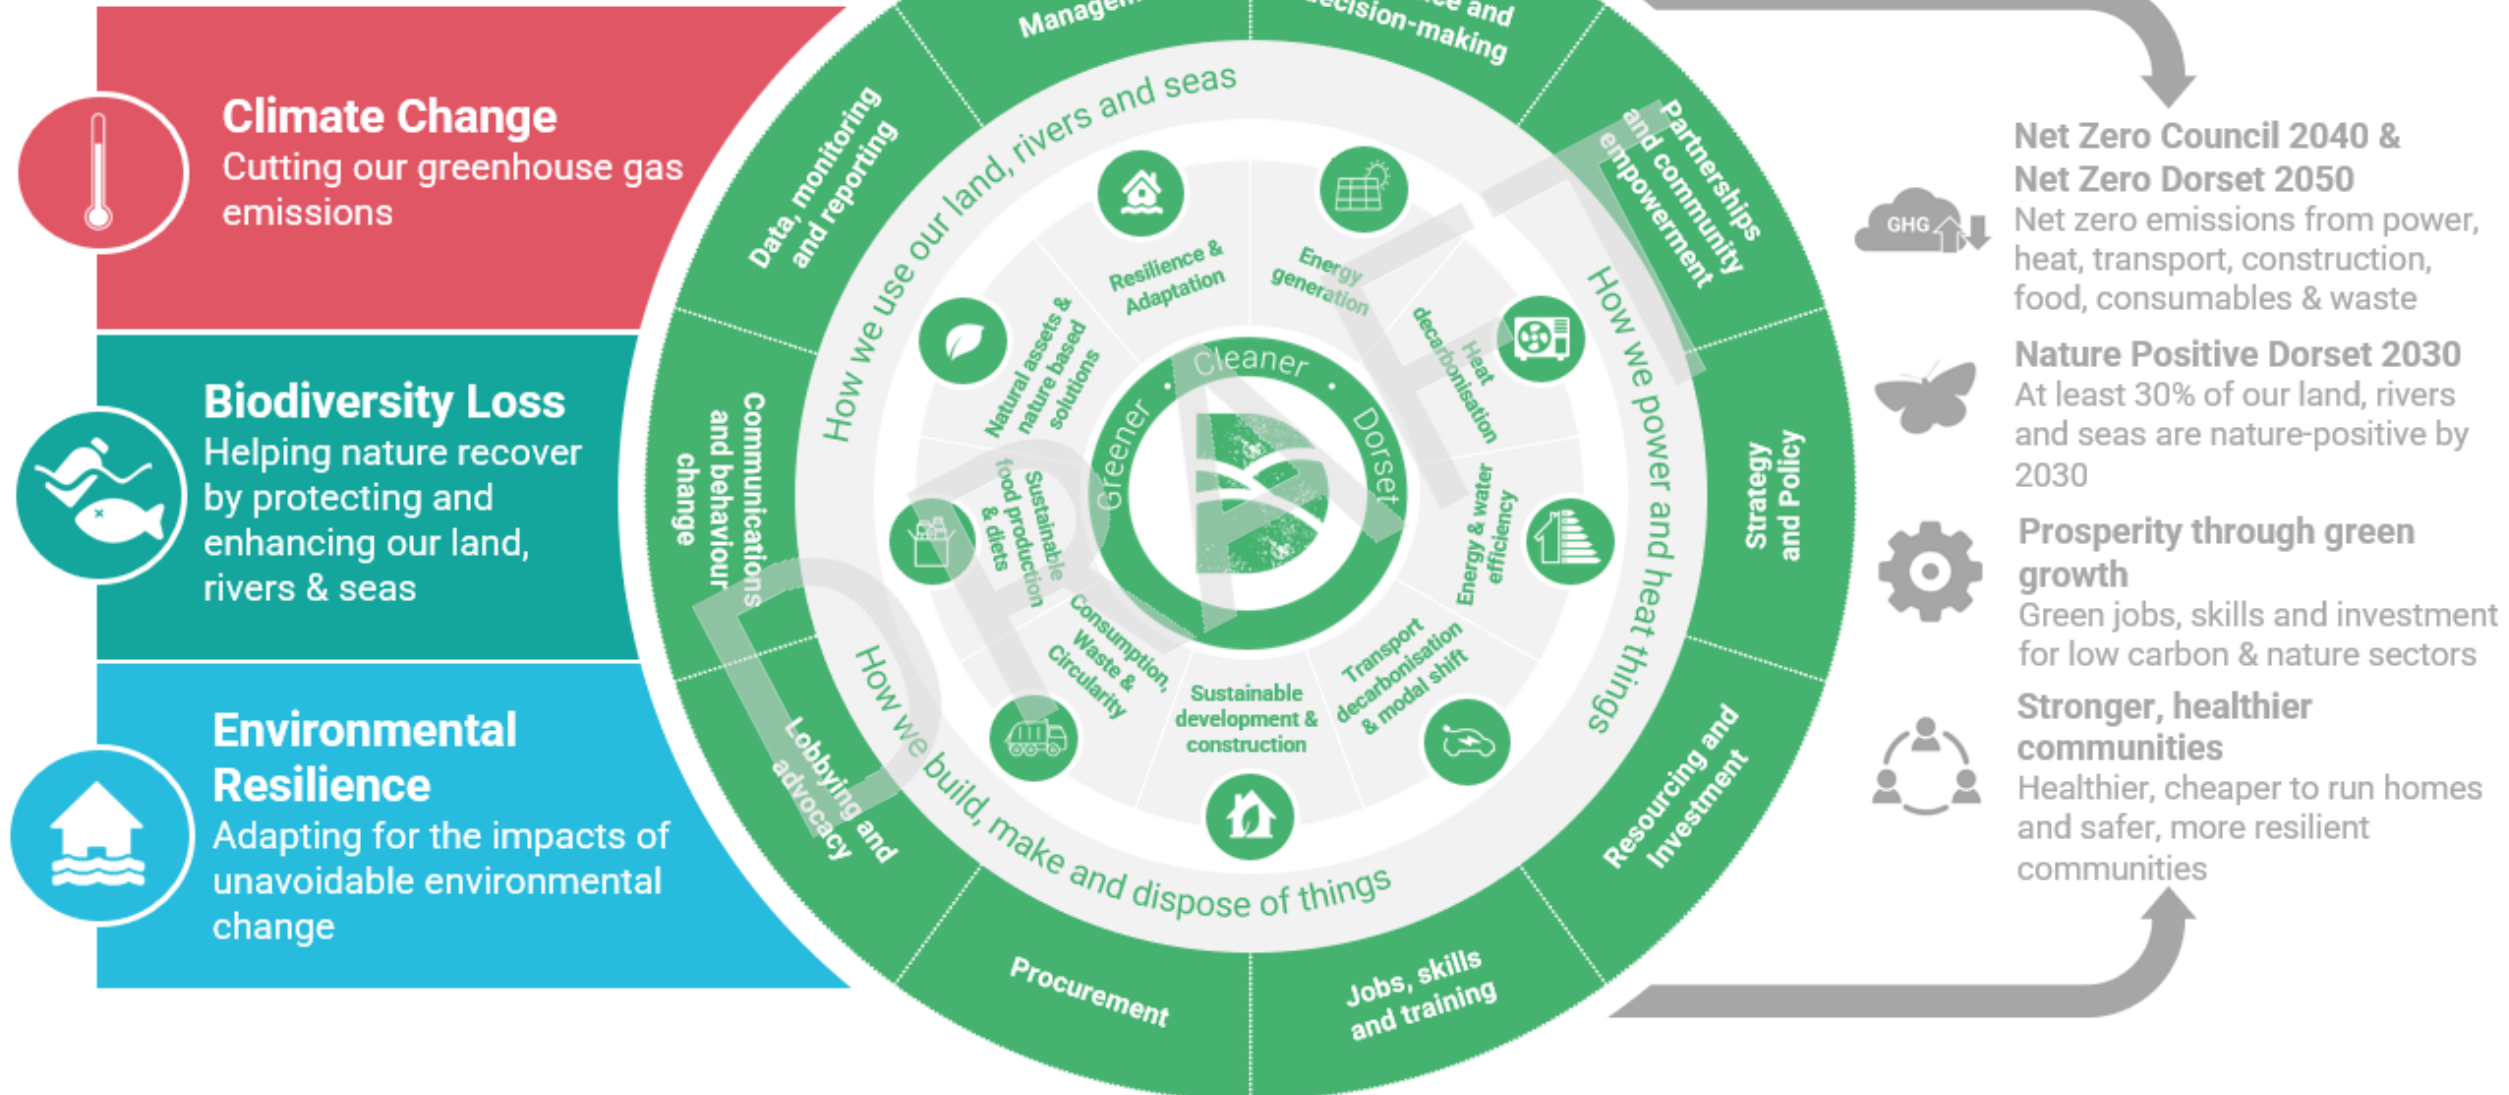 Climate Change
Cutting our greenhouse gas
emissions
Biodiversity Loss
Helping nature recover
by protecting and
enhancing our land,
rivers & seas
Environmental
Resilience
Adapting for the impacts of
unavoidable environmental
change
and
decision-making
Partnerships
and community
empowerment
Strategy
and Policy
Resourcing and
Investment
Jobs, skills
and training
Procurement
Lobbying and
advocacy
Communications
and behaviour
change
Data, monitoring
and reporting
How we use our land, rivers and seas
How we power and heat things
How we build, make and dispose of things
Resilience &
Adaptation
Energy
generation
Heat
decarbonisation
Energy & water
efficiency
Transport
decarbonisation
& modal shift
Sustainable
development &
construction
Consumption,
Waste &
Circularity
Sustainable
food production
& diets
Natural assets &
nature based
solutions
Greener • Cleaner • Dorset
DRAFT
GHG
Net Zero Council 2040 &
Net Zero Dorset 2050
Net zero emissions from power,
heat, transport, construction,
food, consumables & waste
Nature Positive Dorset 2030
At least 30% of our land, rivers
and seas are nature-positive by
2030
Prosperity through green
growth
Green jobs, skills and investment
for low carbon & nature sectors
Stronger, healthier
communities
Healthier, cheaper to run homes
and safer, more resilient
communities